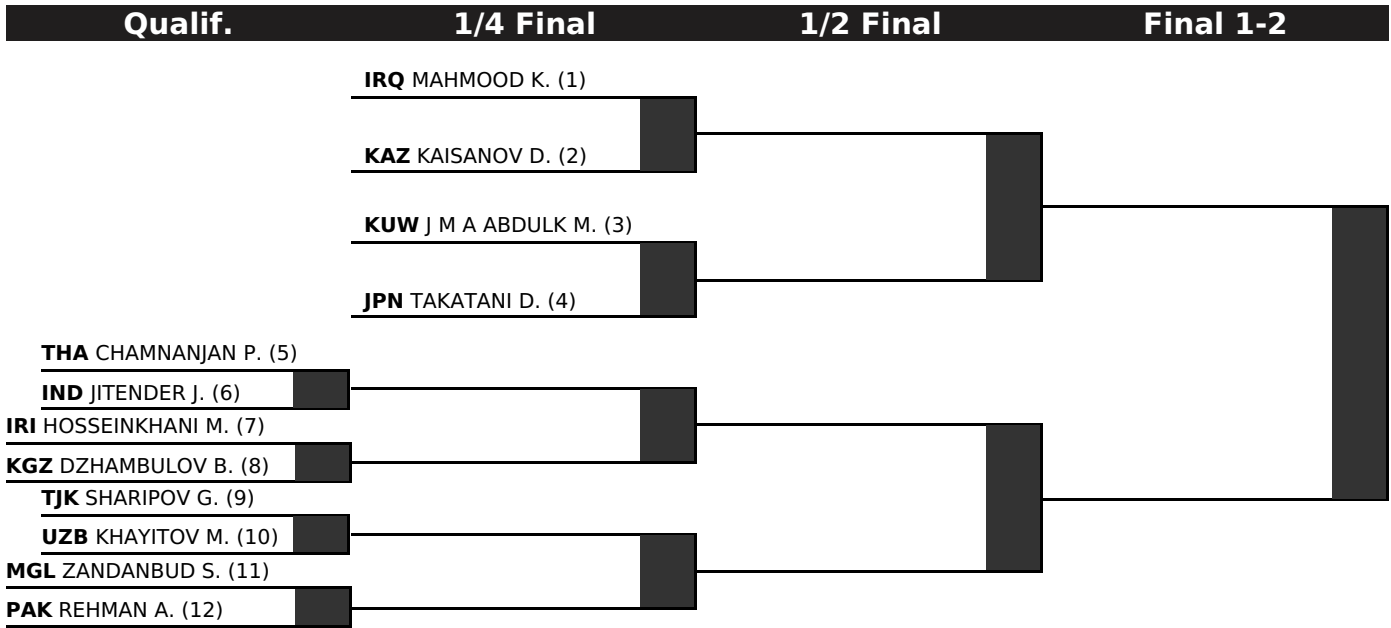 Qualif. 1/4 Final 1/2 Final Final 1-2
IRQ MAHMOOD K. (1)
KAZ KAISANOV D. (2)
KUW J M A ABDULK M. (3)
JPN TAKATANI D. (4)
THA CHAMNANJAN P. (5)
IND JITENDER J. (6)
IRI HOSSEINKHANI M. (7)
KGZ DZHAMBULOV B. (8)
TJK SHARIPOV G. (9)
UZB KHAYITOV M. (10)
MGL ZANDANBUD S. (11)
PAK REHMAN A. (12)